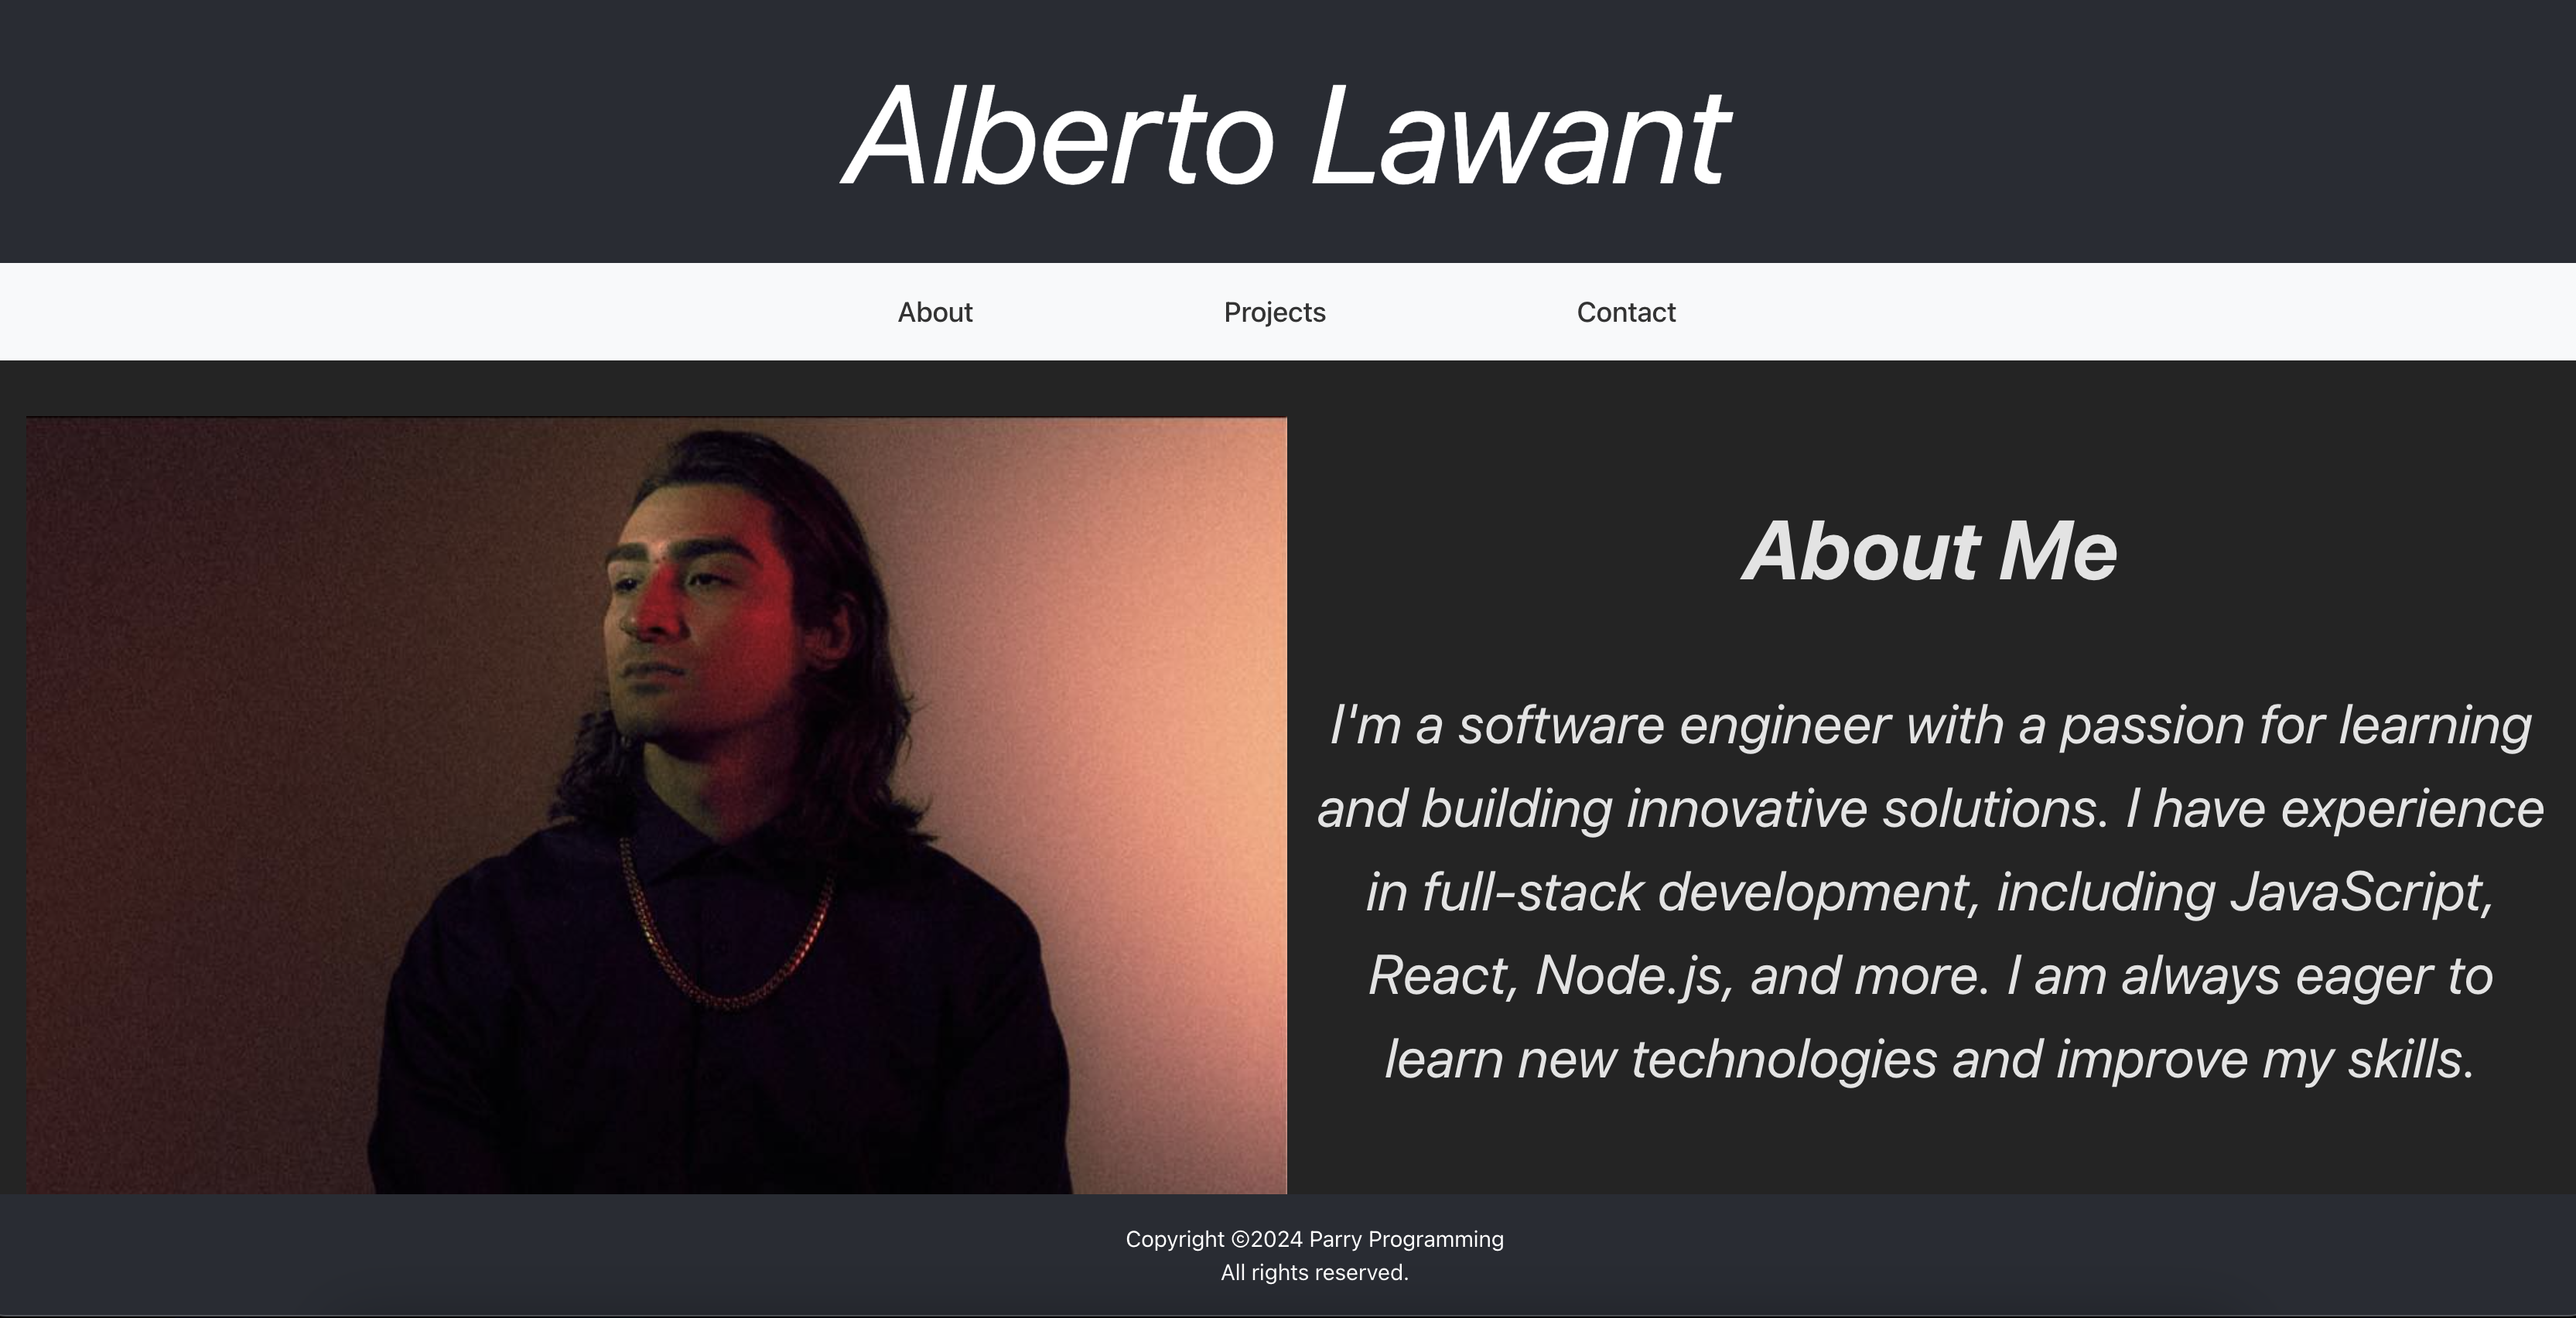 Alberto Lawant
About
Projects
Contact
About Me
I'm a software engineer with a passion for learning
and building innovative solutions. I have experience
in full-stack development, including JavaScript,
React, Node.js, and more. I am always eager to
learn new technologies and improve my skills.
Copyright ©2024 Parry Programming
All rights reserved.